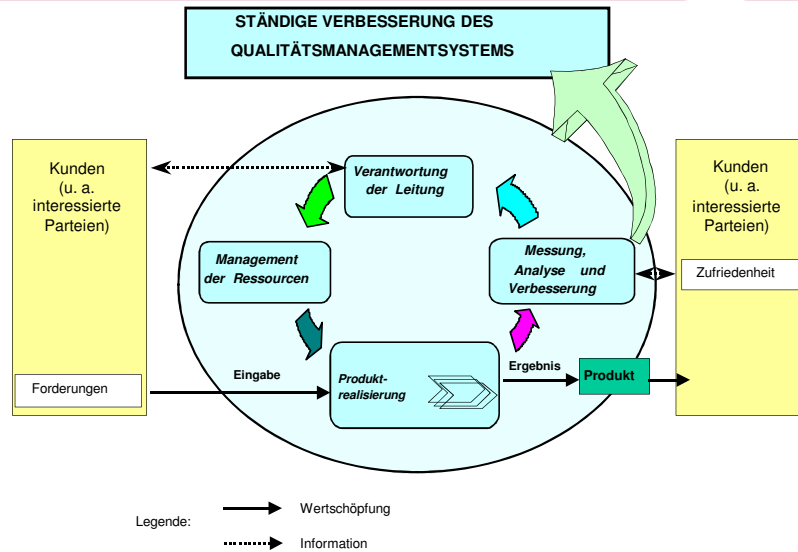 STÄNDIGE VERBESSERUNG DES
QUALITÄTSMANAGEMENTSYSTEMS
Kunden
(u. a.
interessierte
Parteien)
Forderungen
Verantwortung
der Leitung
Management
der Ressourcen
Messung,
Analyse und
Verbesserung
Eingabe
Produkt-
realisierung
Ergebnis
Produkt
Kunden
(u. a.
interessierte
Parteien)
Zufriedenheit
Legende:
Wertschöpfung
Information